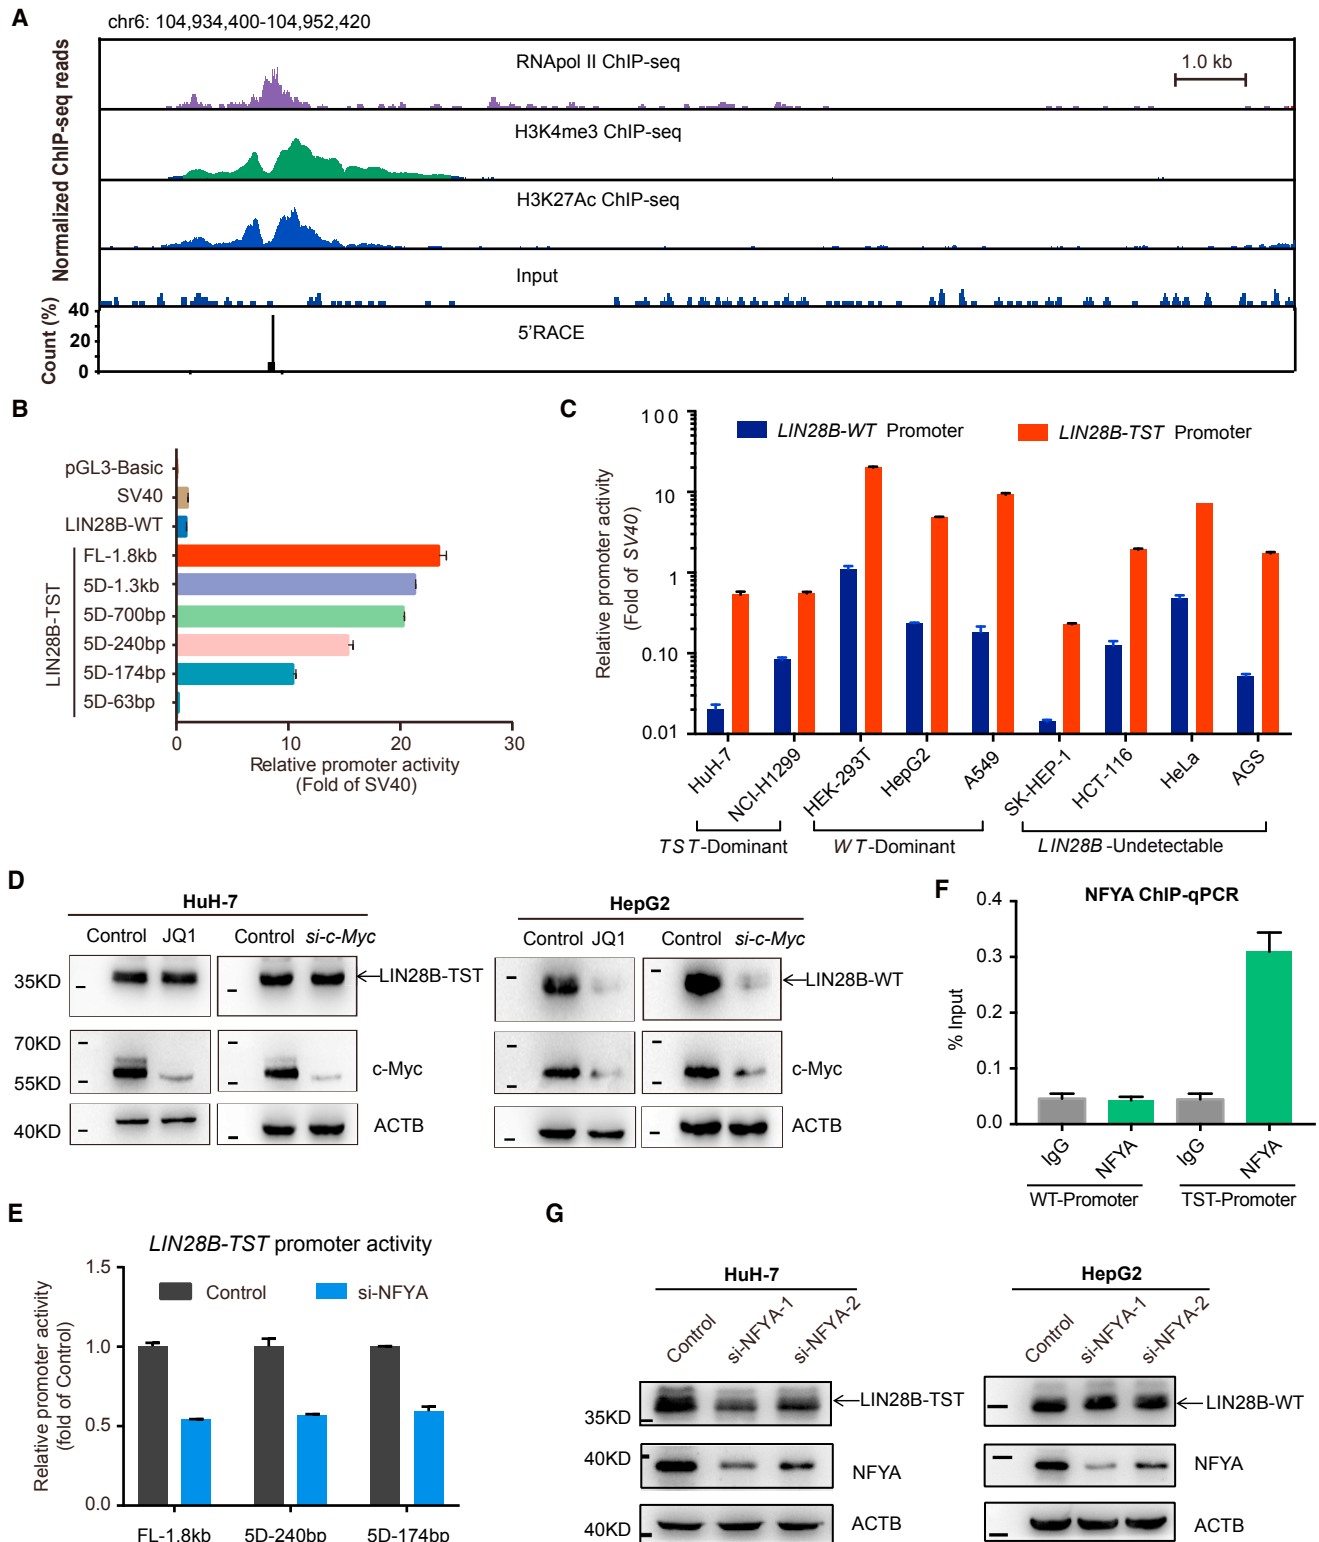 A
chr6: 104,934,400-104,952,420
Normalized ChIP-seq reads
RNApol II ChIP-seq
1.0 kb
H3K4me3 ChIP-seq
H3K27Ac ChIP-seq
Input
Count (%)
40
20
0
5'RACE
B
pGL3-Basic
SV40
LIN28B-WT
LIN28B-TST
FL-1.8kb
5D-1.3kb
5D-700bp
5D-240bp
5D-174bp
5D-63bp
0 10 20 30
Relative promoter activity
(Fold of SV40)
C
Relative promoter activity
(Fold of SV40)
100
10
1
0.10
0.01
LIN28B-WT Promoter
LIN28B-TST Promoter
HuH-7
NCI-H1299
HEK-293T
HepG2
A549
SK-HEP-1
HCT-116
HeLa
AGS
TST-Dominant
WT-Dominant
LIN28B-Undetectable
D
HuH-7
Control JQ1 Control si-c-Myc
35KD
LIN28B-TST
70KD
55KD
c-Myc
40KD
ACTB
HepG2
Control JQ1 Control si-c-Myc
LIN28B-WT
c-Myc
ACTB
F
NFYA ChIP-qPCR
% Input
0.4
0.3
0.2
0.1
0.0
IgG
NFYA
IgG
NFYA
WT-Promoter
TST-Promoter
E
LIN28B-TST promoter activity
Relative promoter activity
(fold of Control)
1.5
1.0
0.5
0.0
Control
si-NFYA
FL-1.8kb
5D-240bp
5D-174bp
G
HuH-7
Control
si-NFYA-1
si-NFYA-2
35KD
LIN28B-TST
40KD
NFYA
40KD
ACTB
HepG2
Control
si-NFYA-1
si-NFYA-2
LIN28B-WT
NFYA
ACTB